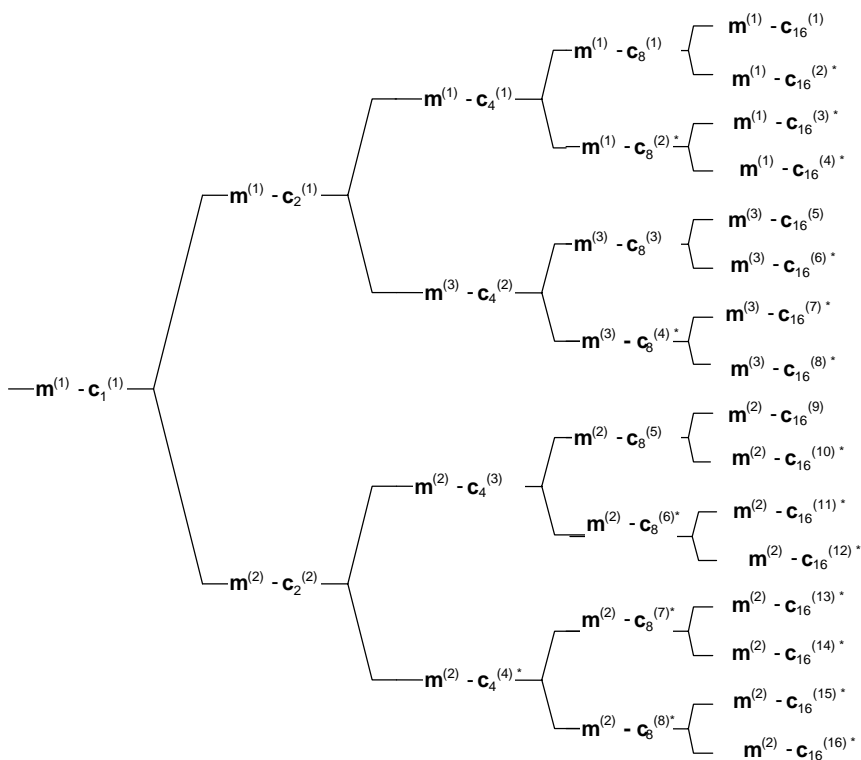 m(1) - c16(1)
m(1) - c8(1)
m(1) - c16(2) *
m(1) - c4(1)
m(1) - c16(3) *
m(1) - c8(2) *
m(1) - c16(4) *
m(1) - c2(1)
m(3) - c16(5)
m(3) - c8(3)
m(3) - c16(6) *
m(3) - c4(2)
m(3) - c16(7) *
m(3) - c8(4) *
m(3) - c16(8) *
m(1) - c1(1)
m(2) - c16(9)
m(2) - c8(5)
m(2) - c16(10) *
m(2) - c4(3)
m(2) - c16(11) *
m(2) - c8(6)*
m(2) - c16(12) *
m(2) - c2(2)
m(2) - c16(13) *
m(2) - c8(7)*
m(2) - c16(14) *
m(2) - c4(4) *
m(2) - c16(15) *
m(2) - c8(8)*
m(2) - c16(16) *